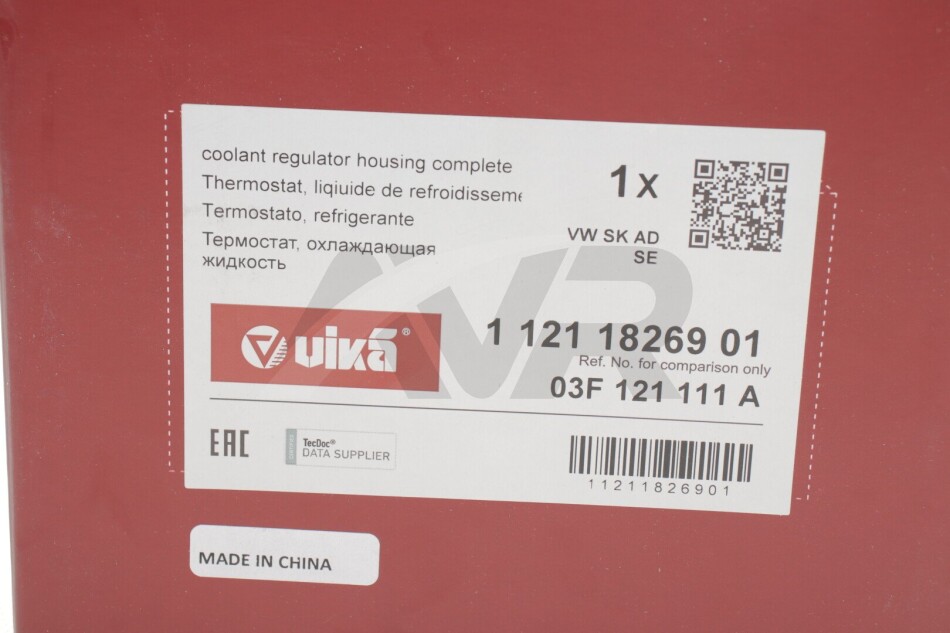 coolant regulator housing complete
Thermostat, liqiuide de refroidisseme
Termostato, refrigerante
Термостат, охлаждающая
жидкость
1x
VW SK AD
SE
vika®
1 121 18269 01
Ref. No. for comparison only
03F 121 111 A
EAC
TecDoc®
DATA SUPPLIER
11211826901
MADE IN CHINA
AVR